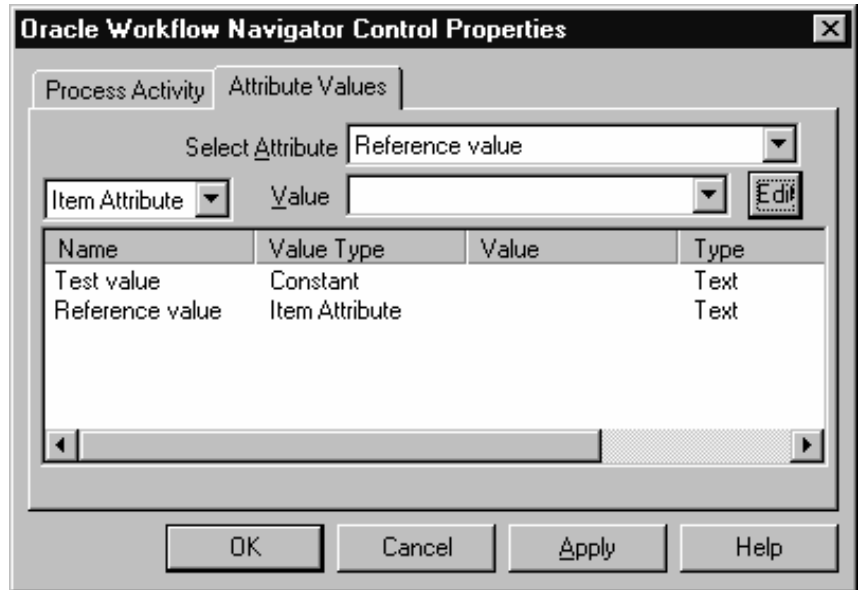 Oracle Workflow Navigator Control Properties
Process Activity Attribute Values
Select Attribute Reference value
Item Attribute Value Edit
Name Value Type Value Type
Test value Constant Text
Reference value Item Attribute Text
OK Cancel Apply Help